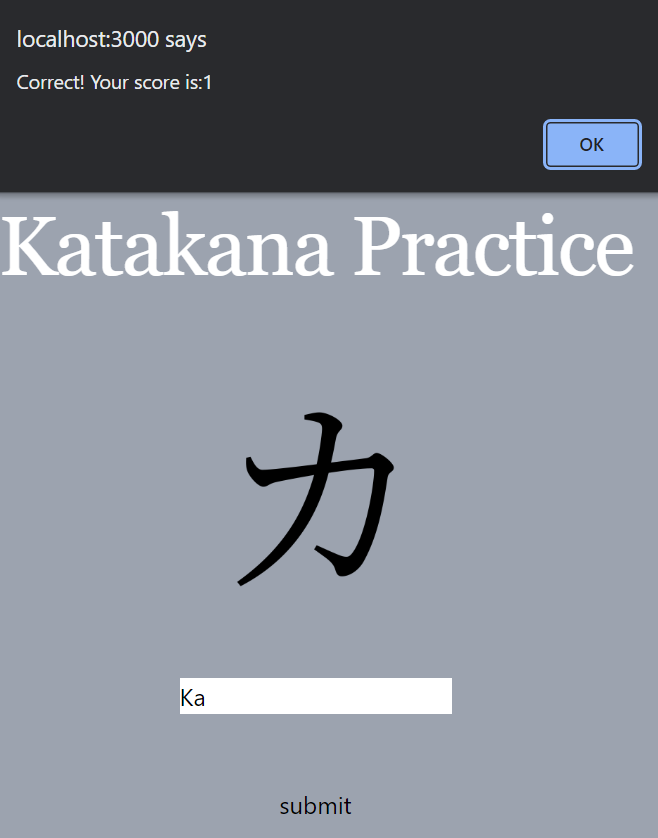 localhost:3000 says
Correct! Your score is:1
OK
Katakana Practice
カ
Ka
submit